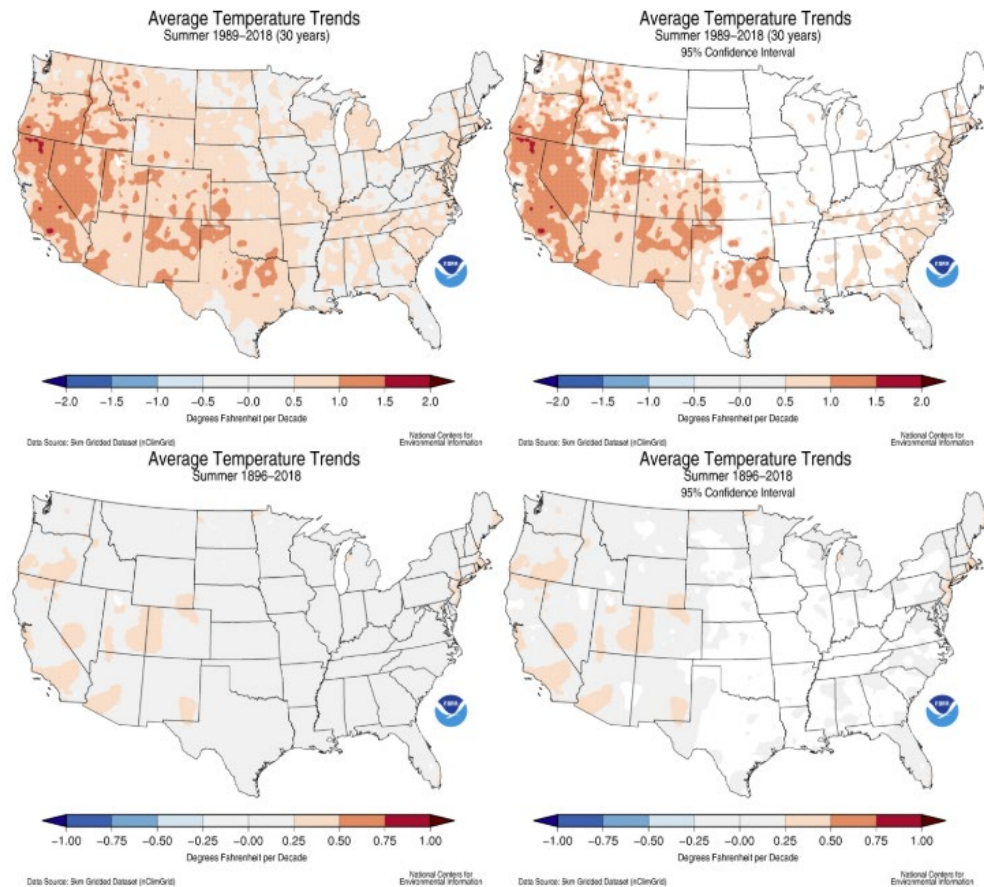 Average Temperature Trends
Summer 1989–2018 (30 years)
−2.0 −1.5 −1.0 −0.5 −0.0 0.5 1.0 1.5 2.0
Degrees Fahrenheit per Decade
Data Source: 5km Gridded Dataset (nClimGrid)
National Centers for
Environmental Information
Average Temperature Trends
Summer 1989–2018 (30 years)
95% Confidence Interval
−2.0 −1.5 −1.0 −0.5 −0.0 0.5 1.0 1.5 2.0
Degrees Fahrenheit per Decade
Data Source: 5km Gridded Dataset (nClimGrid)
National Centers for
Environmental Information
Average Temperature Trends
Summer 1896–2018
−1.00 −0.75 −0.50 −0.25 0.00 0.25 0.50 0.75 1.00
Degrees Fahrenheit per Decade
Data Source: 5km Gridded Dataset (nClimGrid)
National Centers for
Environmental Information
Average Temperature Trends
Summer 1896–2018
95% Confidence Interval
−1.00 −0.75 −0.50 −0.25 0.00 0.25 0.50 0.75 1.00
Degrees Fahrenheit per Decade
Data Source: 5km Gridded Dataset (nClimGrid)
National Centers for
Environmental Information